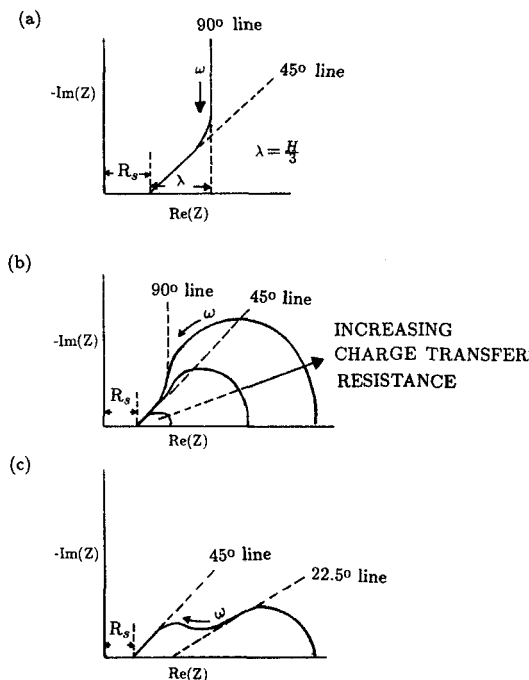 (a)
90° line
ω
45° line
-Im(Z)
λ = H/3
R_s
λ
Re(Z)
(b)
90° line
45° line
ω
-Im(Z)
INCREASING
CHARGE TRANSFER
RESISTANCE
R_s
Re(Z)
(c)
-Im(Z)
45° line
22.5° line
ω
R_s
Re(Z)